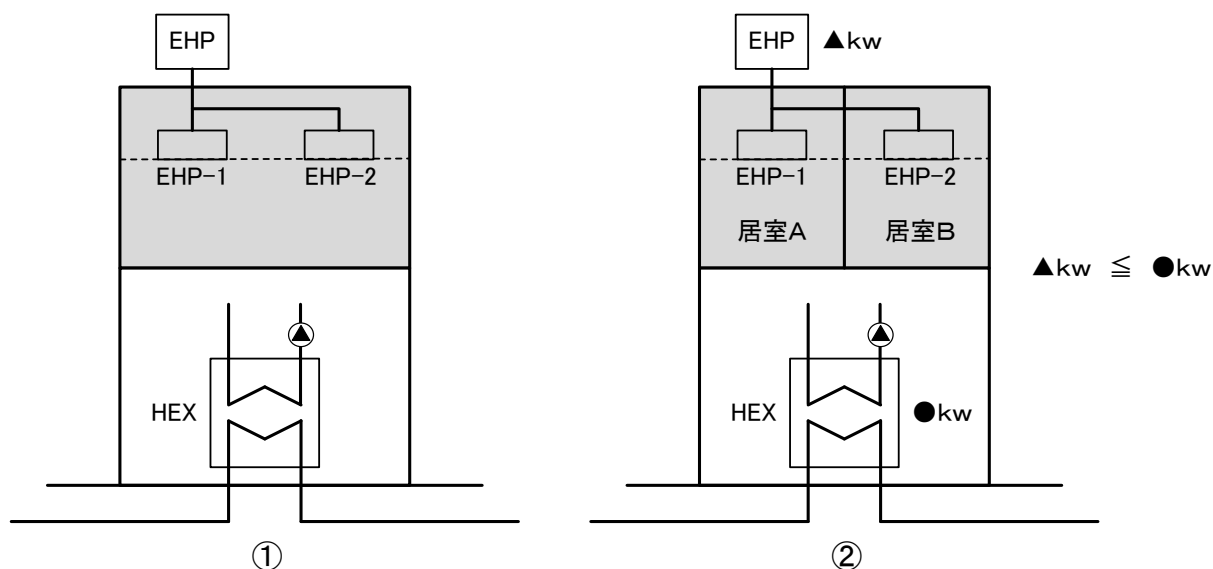 EHP
EHP-1
EHP-2
HEX
①
EHP
▲kw
EHP-1
EHP-2
居室A
居室B
HEX
●kw
②
▲kw ≦ ●kw